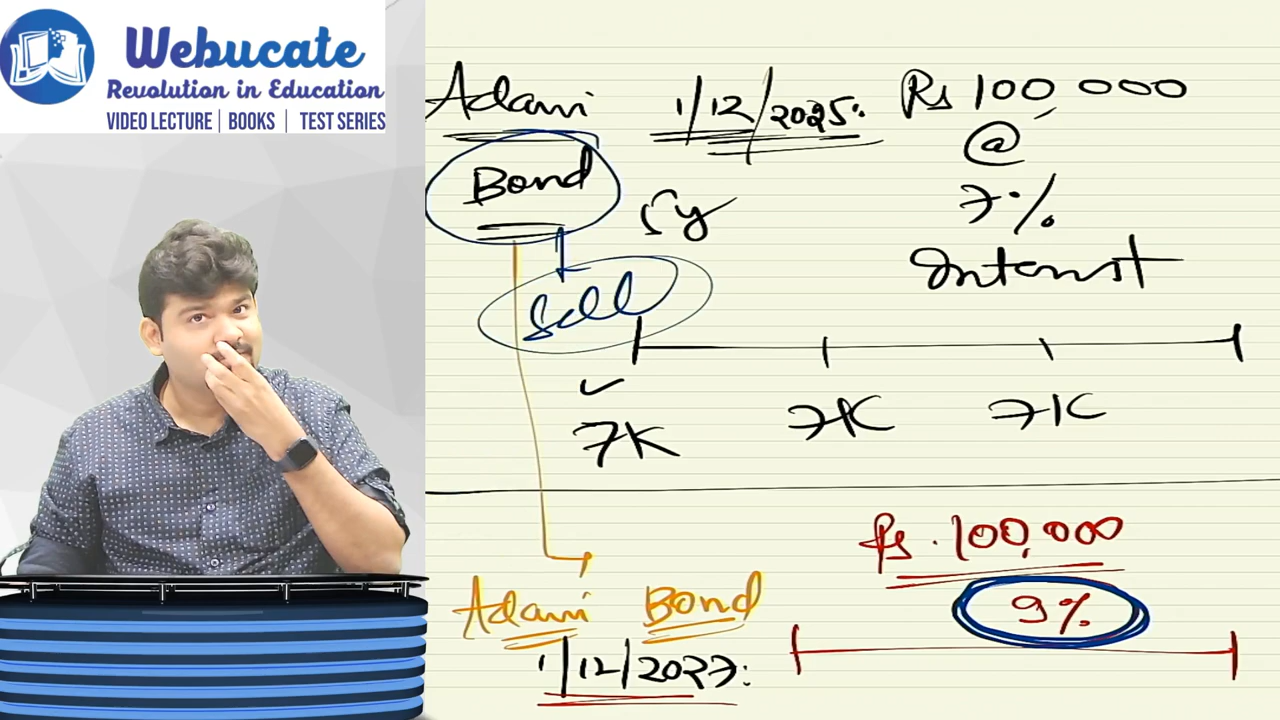 Webucate
Revolution in Education
VIDEO LECTURE | BOOKS | TEST SERIES
Adani 1/12/2025. Rs 100,000
@
Bond
5y 7%
Interest
Sell
7K 7K 7K
Rs. 100,000
9%
Adani Bond
1/12/2027.